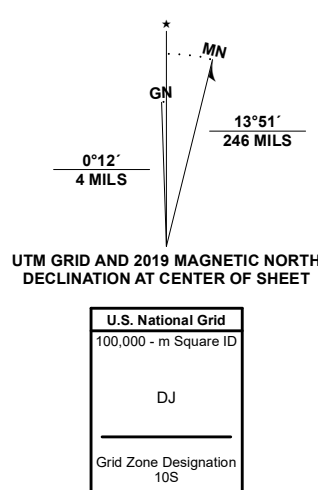 MN
GN
13°51´
246 MILS
0°12´
4 MILS
UTM GRID AND 2019 MAGNETIC NORTH
DECLINATION AT CENTER OF SHEET
U.S. National Grid
100,000 - m Square ID
DJ
Grid Zone Designation
10S